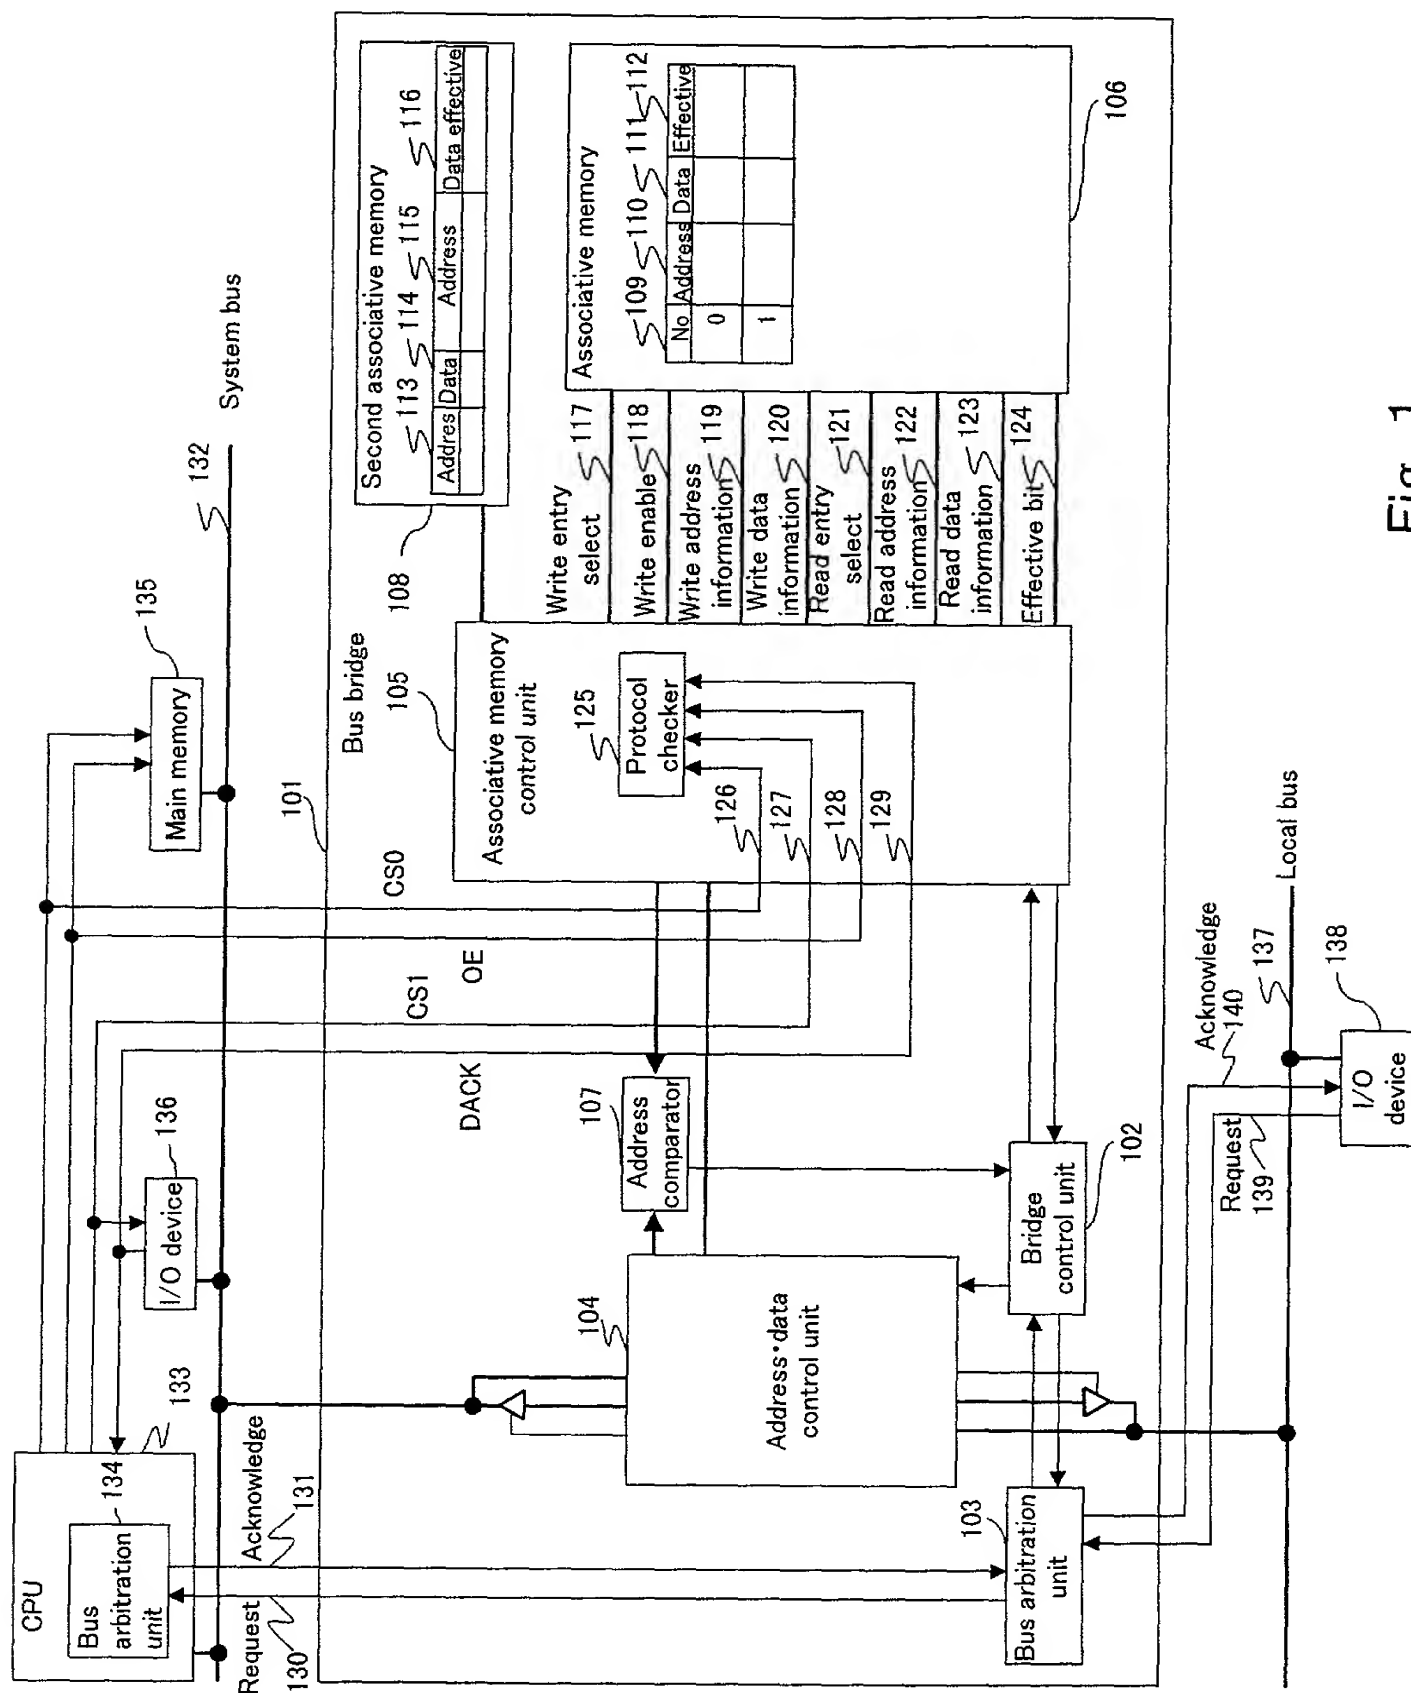 CPU
Bus
arbitration
unit
134
133
Request
130
Acknowledge
131
I/O device
136
Main memory
135
132
System bus
101
Bus bridge
CS0
CS1
OE
DACK
Second associative memory
113
114
115
116
Addres
Data
Address
Data effective
108
105
Associative memory
control unit
125
Protocol
checker
126
127
128
129
Write entry
select
117
Write enable
118
Write address
information
119
Write data
information
120
Read entry
select
121
Read address
information
122
Read data
information
123
Effective bit
124
Associative memory
109
110
111
112
No
Address
Data
Effective
0
1
106
107
Address
comparator
104
Address・data
control unit
Bridge
control unit
102
103
Bus arbitration
unit
Acknowledge
140
Request
139
137
Local bus
I/O
device
138
Fig. 1